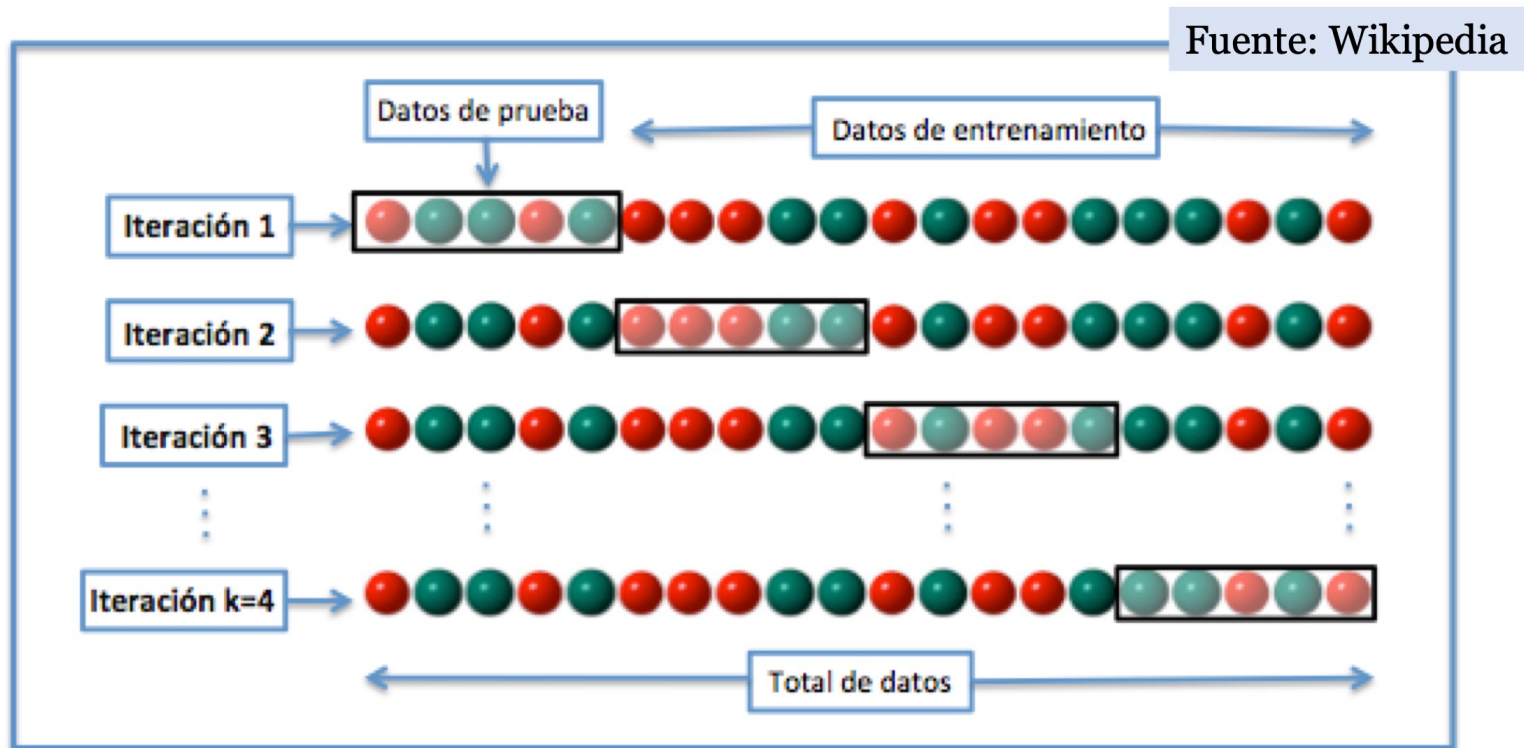 Fuente: Wikipedia
Datos de prueba
Datos de entrenamiento
Iteración 1
Iteración 2
Iteración 3
Iteración k=4
Total de datos